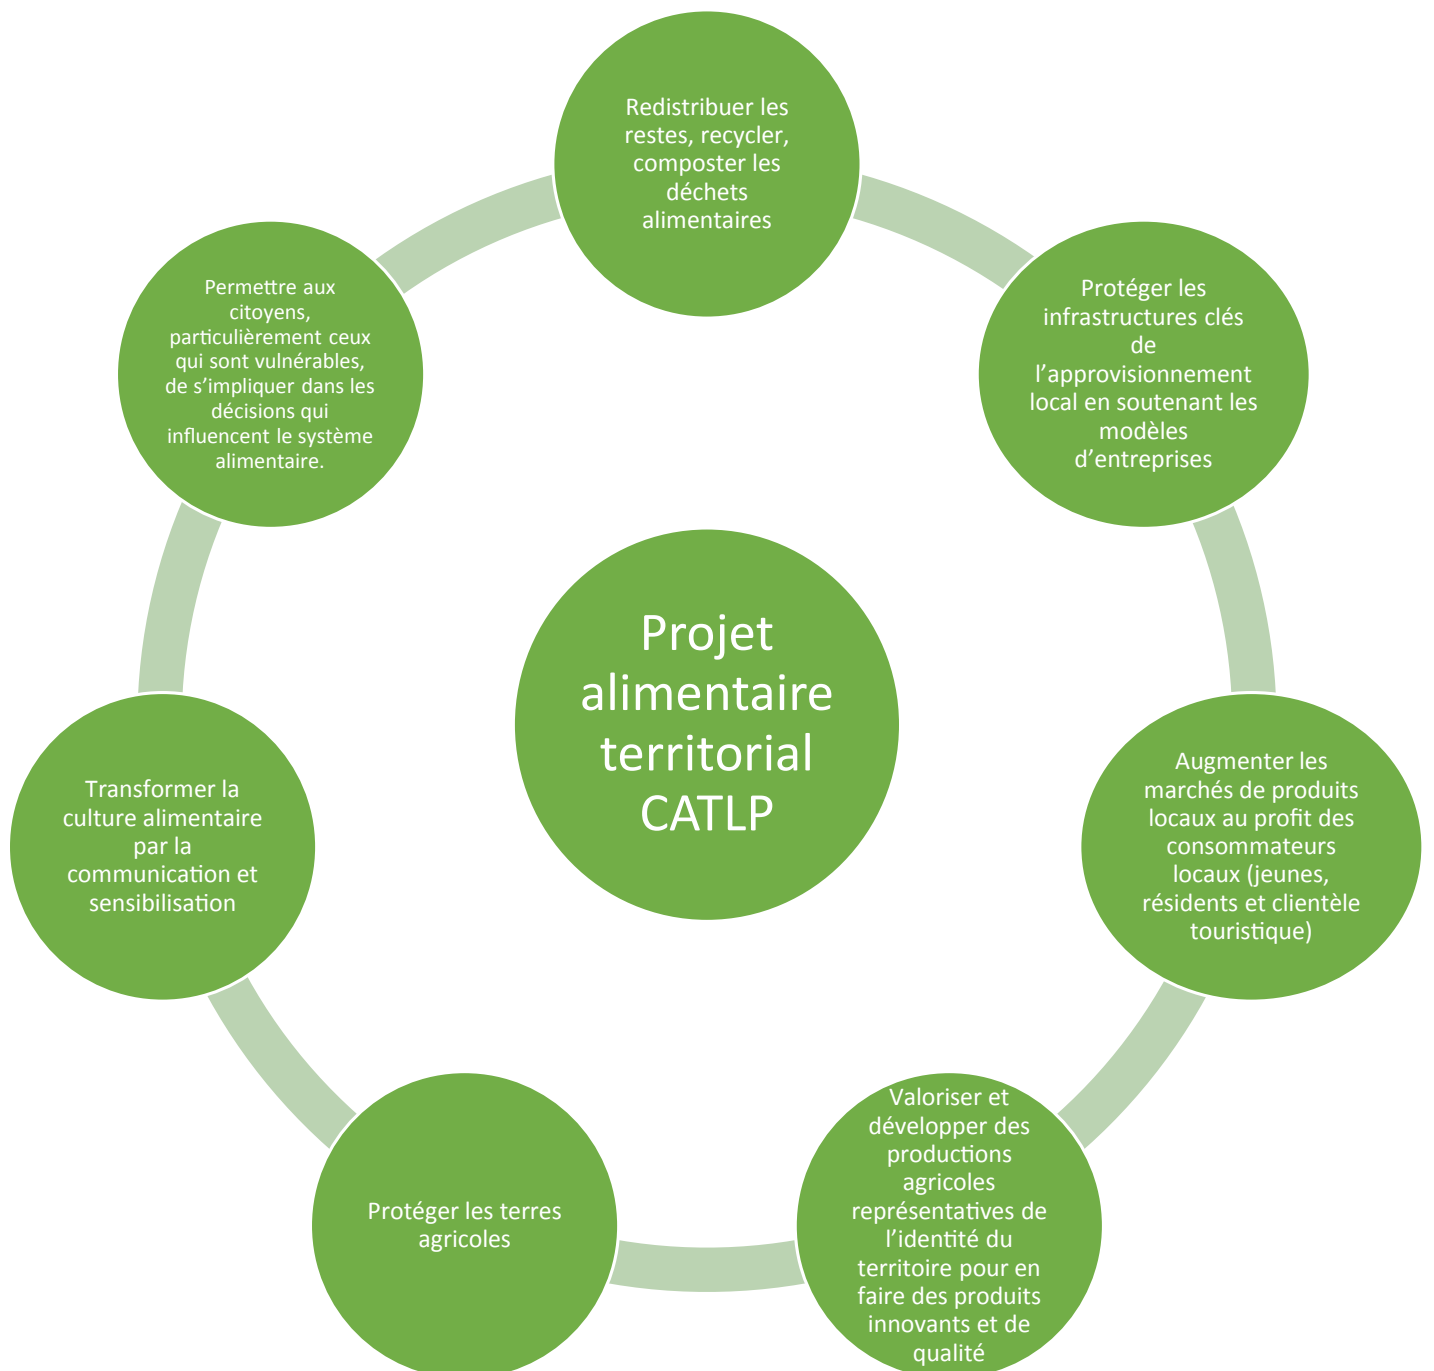 Redistribuer les
restes, recycler,
composter les
déchets
alimentaires
Protéger les
infrastructures clés
de
l’approvisionnement
local en soutenant les
modèles
d’entreprises
Augmenter les
marchés de produits
locaux au profit des
consommateurs
locaux (jeunes,
résidents et clientèle
touristique)
Valoriser et
développer des
productions
agricoles
représentatives de
l’identité du
territoire pour en
faire des produits
innovants et de
qualité
Protéger les terres
agricoles
Transformer la
culture alimentaire
par la
communication et
sensibilisation
Permettre aux
citoyens,
particulièrement ceux
qui sont vulnérables,
de s’impliquer dans les
décisions qui
influencent le système
alimentaire.
Projet
alimentaire
territorial
CATLP